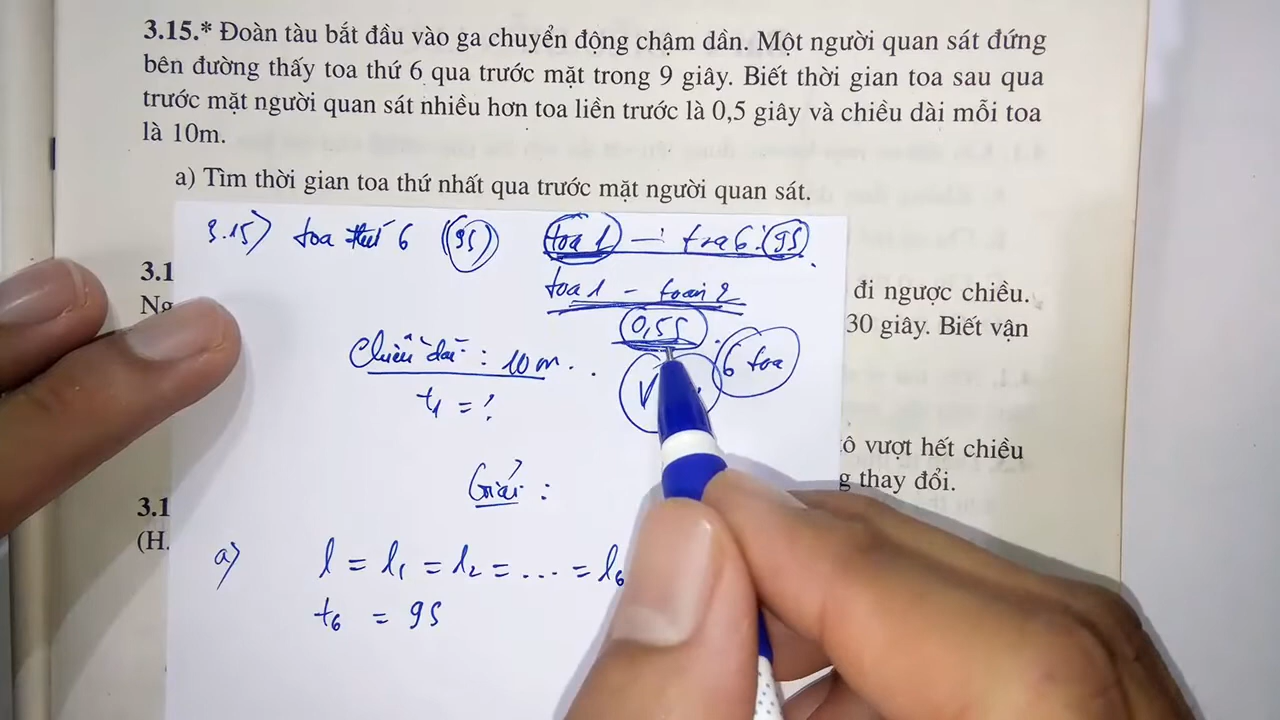 3.15.* Đoàn tàu bắt đầu vào ga chuyển động chậm dần. Một người quan sát đứng
bên đường thấy toa thứ 6 qua trước mặt trong 9 giây. Biết thời gian toa sau qua
trước mặt người quan sát nhiều hơn toa liền trước là 0,5 giây và chiều dài mỗi toa
là 10m.
a) Tìm thời gian toa thứ nhất qua trước mặt người quan sát.
3.15) toa thứ 6 (9s) toa 1 - toa 6: 9s
toa 1 - toa 2
3.1 đi ngược chiều.
Ng 0,5s 30 giây. Biết vận
Chiều dài: 10m.. 6 toa
t1 = ?
ô vượt hết chiều
Giải: g thay đổi.
3.1
(H.
a) l = l1 = l2 = ... = l6
t6 = 9s